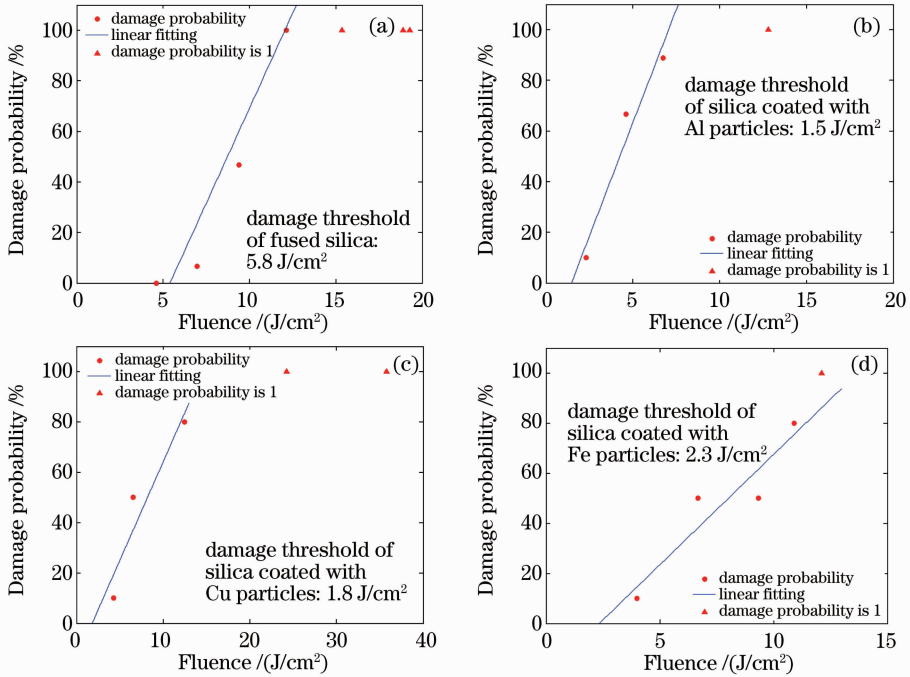 (a)
damage probability
linear fitting
damage probability is 1
damage threshold
of fused silica:
5.8 J/cm²
Damage probability /%
100
80
60
40
20
0
0 5 10 15 20
Fluence /(J/cm²)
(b)
damage threshold
of silica coated with
Al particles: 1.5 J/cm²
damage probability
linear fitting
damage probability is 1
Damage probability /%
100
80
60
40
20
0
0 5 10 15 20
Fluence /(J/cm²)
(c)
damage probability
linear fitting
damage probability is 1
damage threshold of
silica coated with
Cu particles: 1.8 J/cm²
Damage probability /%
100
80
60
40
20
0
0 10 20 30 40
Fluence /(J/cm²)
(d)
damage threshold of
silica coated with
Fe particles: 2.3 J/cm²
damage probability
linear fitting
damage probability is 1
Damage probability /%
100
80
60
40
20
0
0 5 10 15
Fluence /(J/cm²)